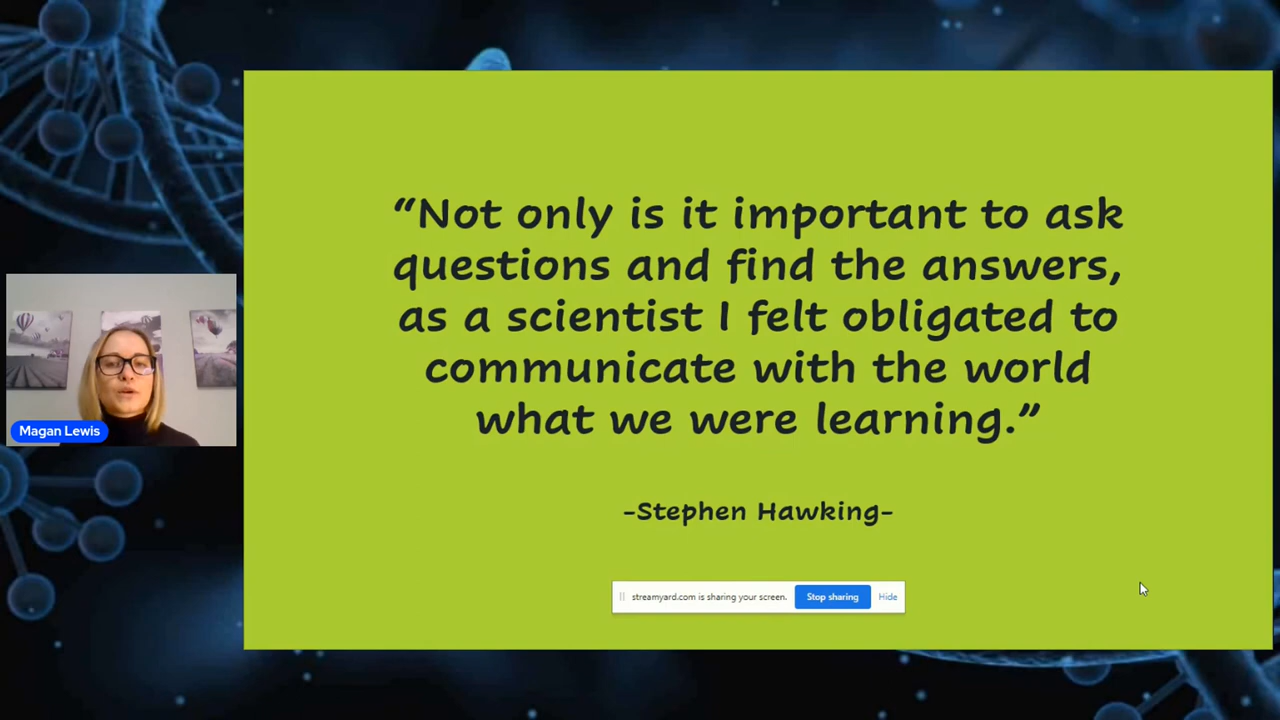 “Not only is it important to ask
questions and find the answers,
as a scientist I felt obligated to
communicate with the world
what we were learning.”
-Stephen Hawking-
Magan Lewis
streamyard.com is sharing your screen. Stop sharing Hide